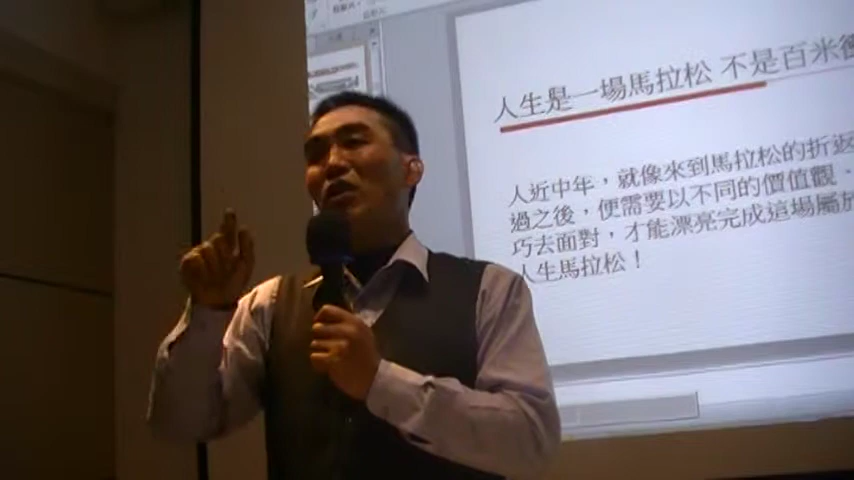 人生是一場馬拉松 不是百米
人近中年，就像來到馬拉松的折返
過之後，便需要以不同的價值觀、
巧去面對，才能漂亮完成這場屬於
人生馬拉松！